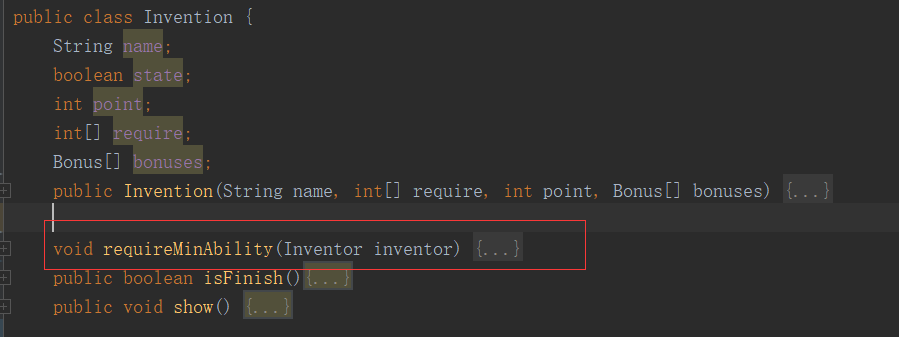 public class Invention {
String name;
boolean state;
int point;
int[] require;
Bonus[] bonuses;
public Invention(String name, int[] require, int point, Bonus[] bonuses) {...}
void requireMinAbility(Inventor inventor) {...}
public boolean isFinish(){...}
public void show() {...}